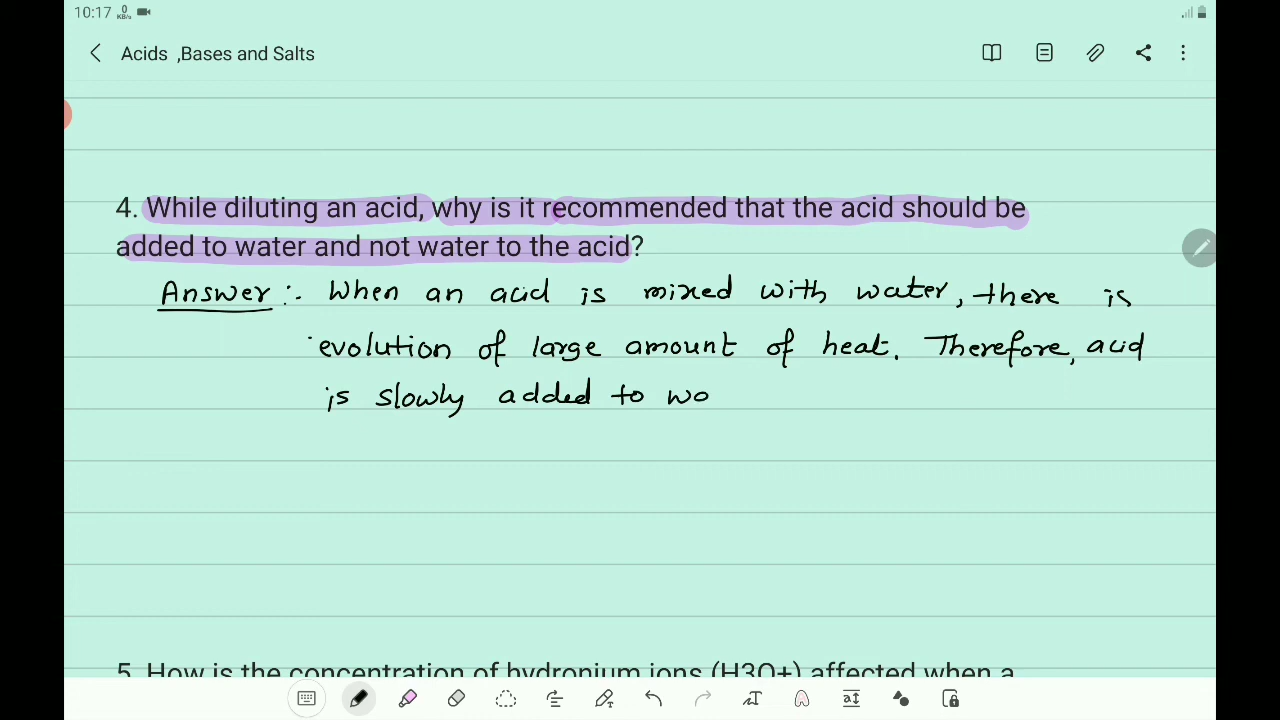 10:17 0 KB/s
Acids ,Bases and Salts
4. While diluting an acid, why is it recommended that the acid should be
added to water and not water to the acid?
Answer :- When an acid is mixed with water, there is
evolution of large amount of heat. Therefore, acid
is slowly added to wa
5. How is the concentration of hydronium ions (H3O+) affected when a